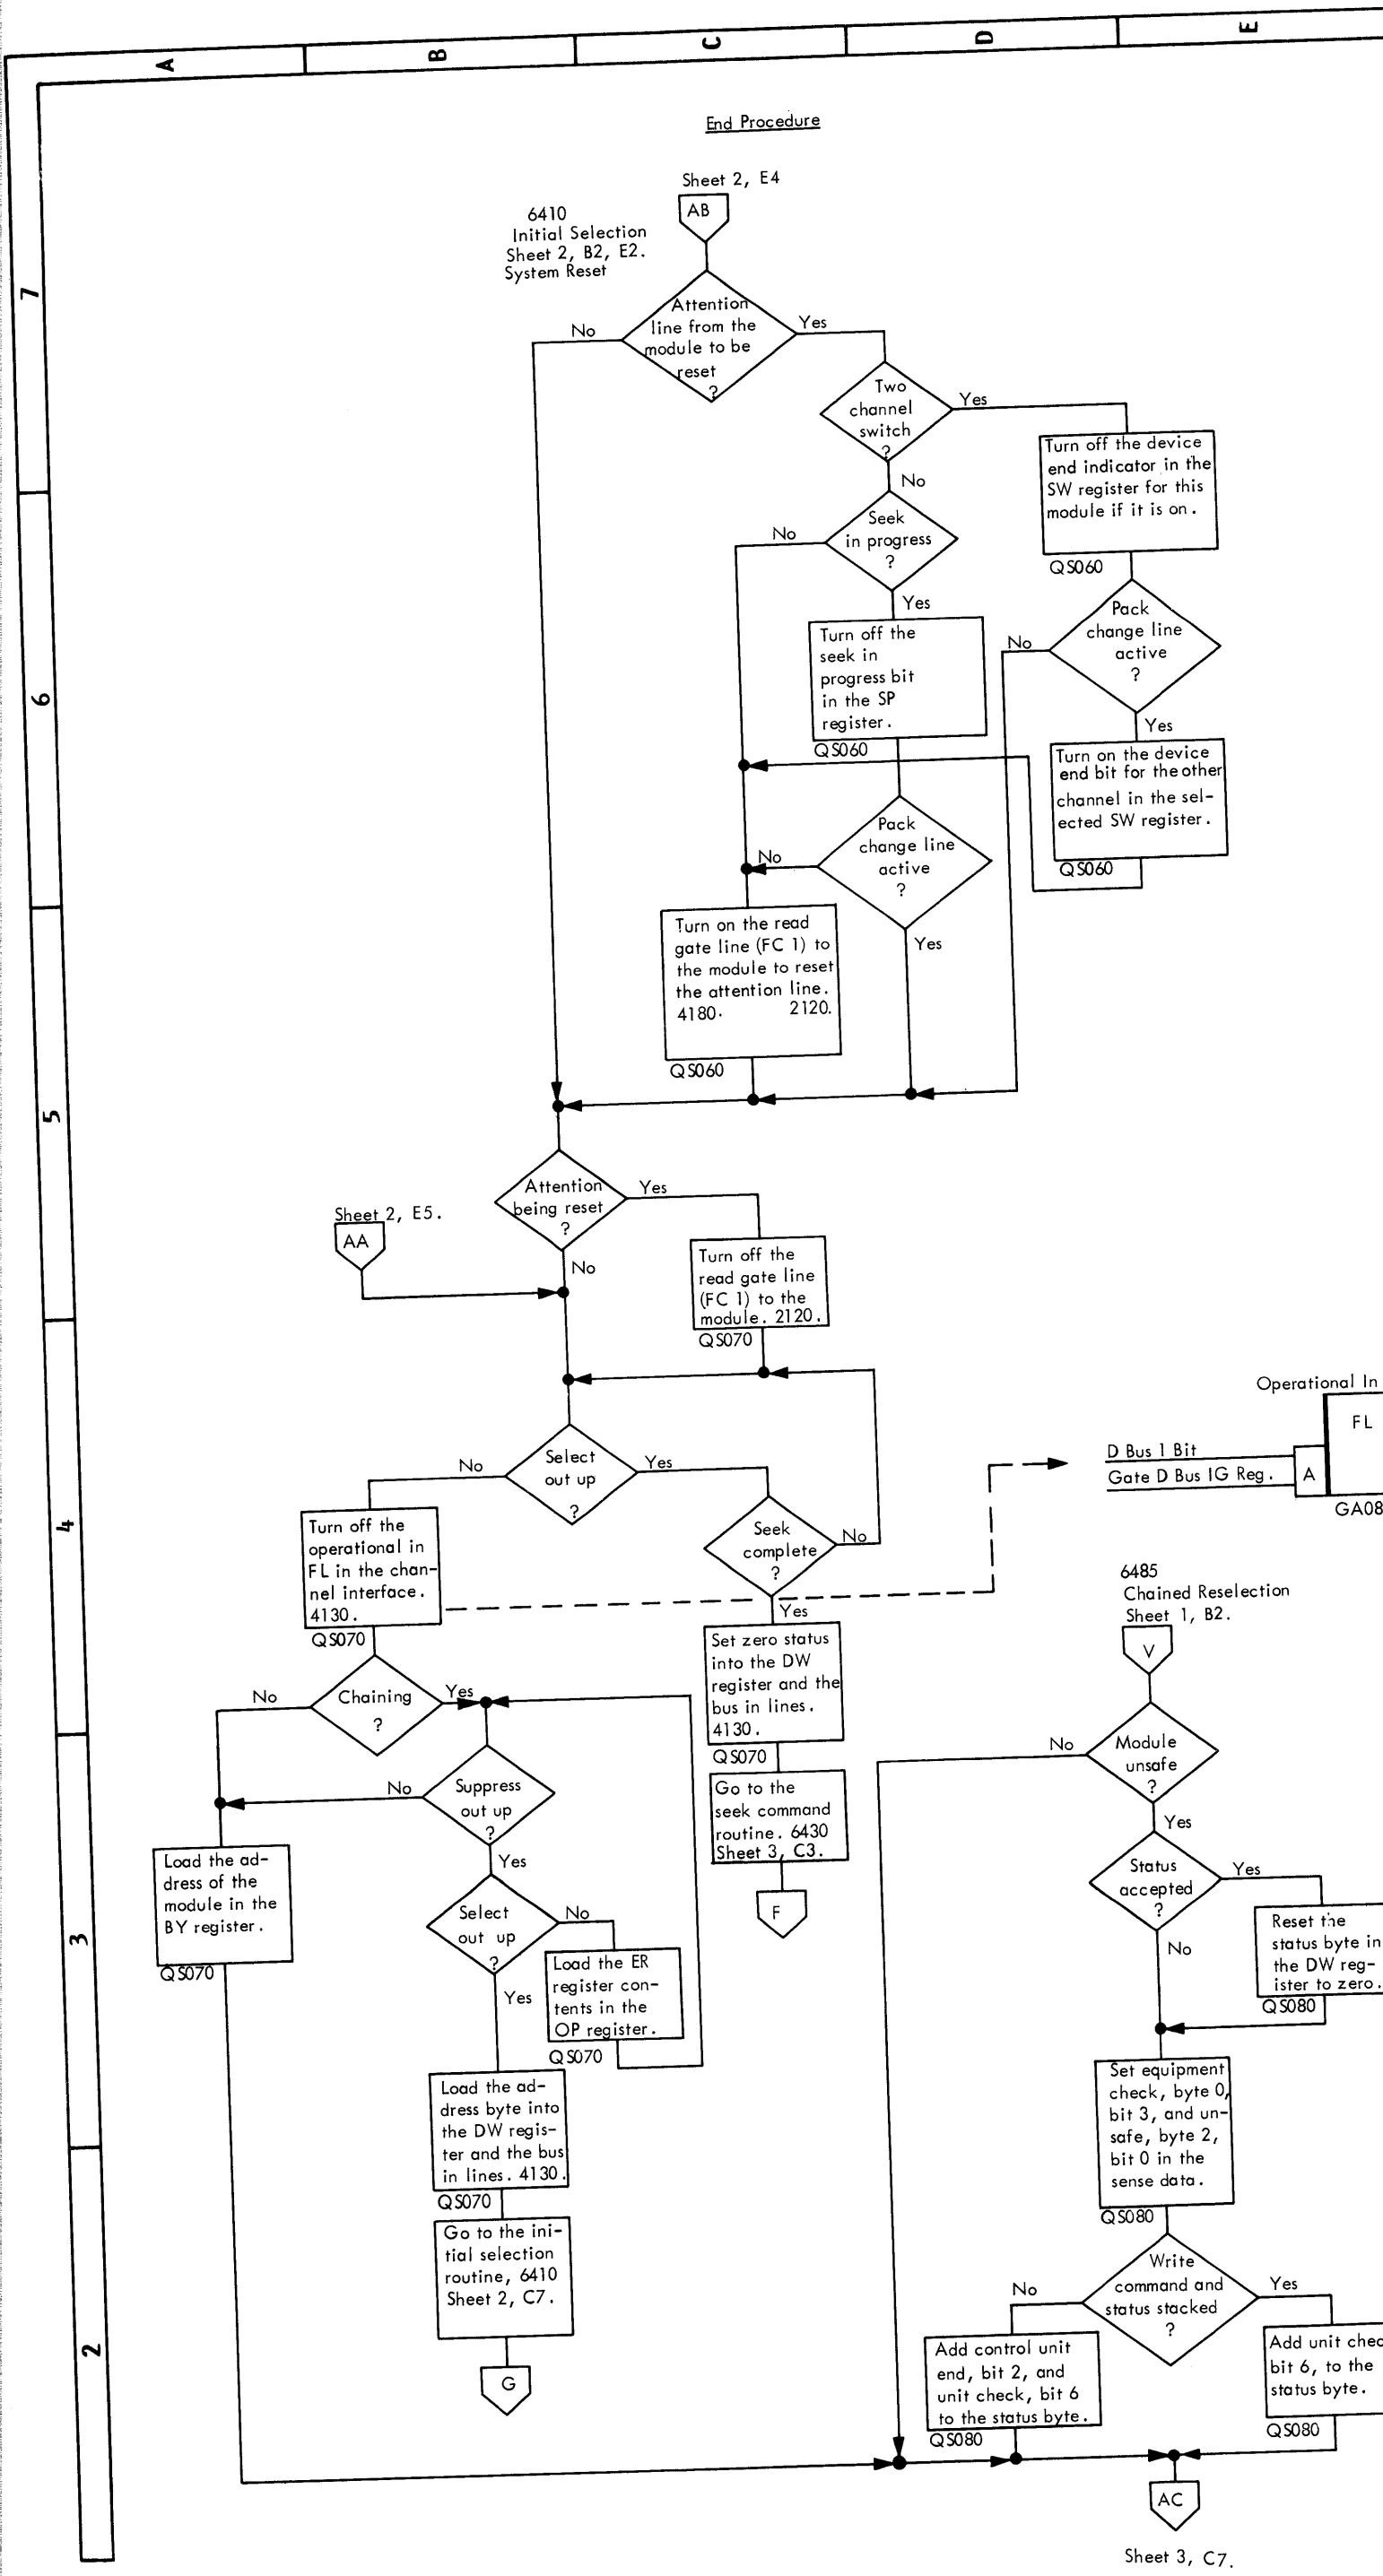 A
B
C
D
E
7
6
5
4
3
2
End Procedure
Sheet 2, E4
AB
6410
Initial Selection
Sheet 2, B2, E2.
System Reset
Attention
line from the
module to be
reset
?
No
Yes
Two
channel
switch
?
Yes
No
Turn off the device
end indicator in the
SW register for this
module if it is on.
QS060
Seek
in progress
?
No
Yes
Pack
change line
active
?
No
Yes
Turn off the
seek in
progress bit
in the SP
register.
QS060
Turn on the device
end bit for the other
channel in the sel-
ected SW register.
QS060
Pack
change line
active
?
No
Yes
Turn on the read
gate line (FC 1) to
the module to reset
the attention line.
4180. 2120.
QS060
Attention
being reset
?
Yes
No
Sheet 2, E5.
AA
Turn off the
read gate line
(FC 1) to the
module. 2120.
QS070
Select
out up
?
No
Yes
Operational In
FL
D Bus 1 Bit
Gate D Bus IG Reg.
A
GA08
Turn off the
operational in
FL in the chan-
nel interface.
4130.
QS070
Seek
complete
?
No
Yes
6485
Chained Reselection
Sheet 1, B2.
V
Set zero status
into the DW
register and the
bus in lines.
4130.
QS070
Chaining
?
No
Yes
Module
unsafe
?
No
Yes
Suppress
out up
?
No
Yes
Go to the
seek command
routine. 6430
Sheet 3, C3.
F
Load the ad-
dress of the
module in the
BY register.
QS070
Status
accepted
?
Yes
No
Select
out up
?
No
Yes
Reset the
status byte in
the DW reg-
ister to zero.
QS080
Load the ER
register con-
tents in the
OP register.
QS070
Set equipment
check, byte 0,
bit 3, and un-
safe, byte 2,
bit 0 in the
sense data.
QS080
Load the ad-
dress byte into
the DW regis-
ter and the bus
in lines. 4130.
QS070
Go to the ini-
tial selection
routine, 6410
Sheet 2, C7.
G
Write
command and
status stacked
?
No
Yes
Add control unit
end, bit 2, and
unit check, bit 6
to the status byte.
QS080
Add unit chec
bit 6, to the
status byte.
QS080
AC
Sheet 3, C7.